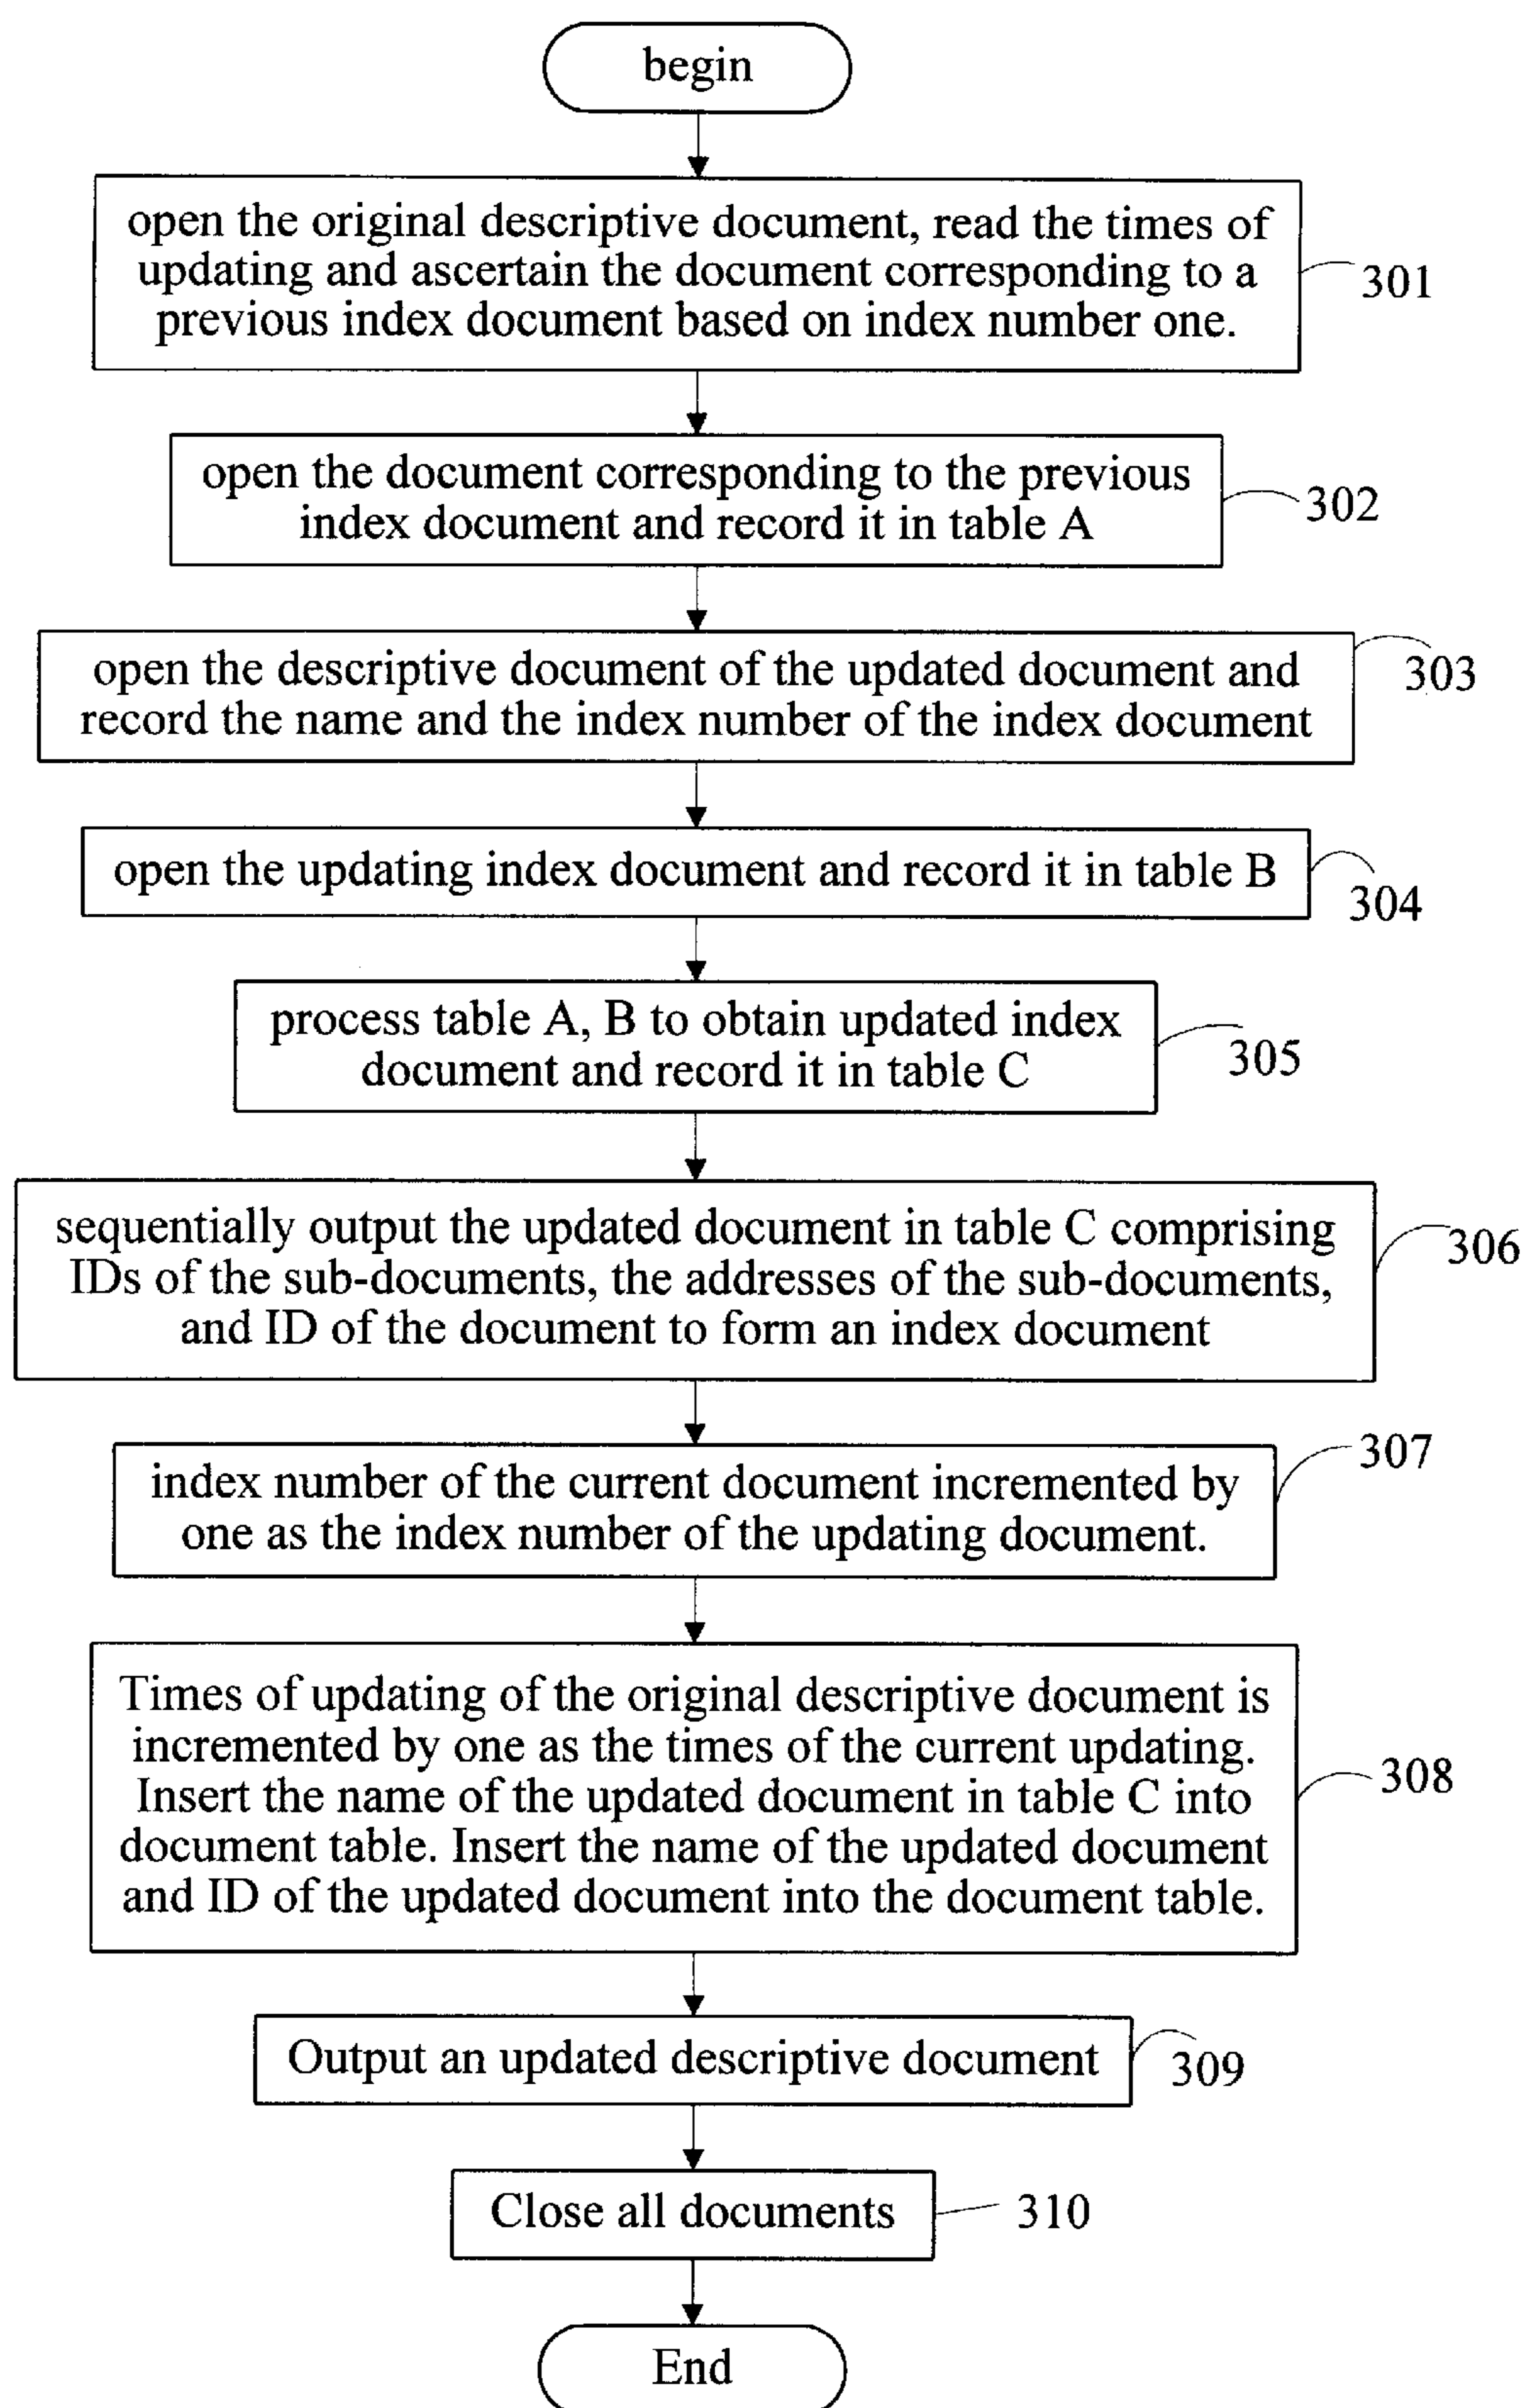 begin
open the original descriptive document, read the times of
updating and ascertain the document corresponding to a
previous index document based on index number one.
301
open the document corresponding to the previous
index document and record it in table A
302
open the descriptive document of the updated document and
record the name and the index number of the index document
303
open the updating index document and record it in table B
304
process table A, B to obtain updated index
document and record it in table C
305
sequentially output the updated document in table C comprising
IDs of the sub-documents, the addresses of the sub-documents,
and ID of the document to form an index document
306
index number of the current document incremented by
one as the index number of the updating document.
307
Times of updating of the original descriptive document is
incremented by one as the times of the current updating.
Insert the name of the updated document in table C into
document table. Insert the name of the updated document
and ID of the updated document into the document table.
308
Output an updated descriptive document
309
Close all documents
310
End